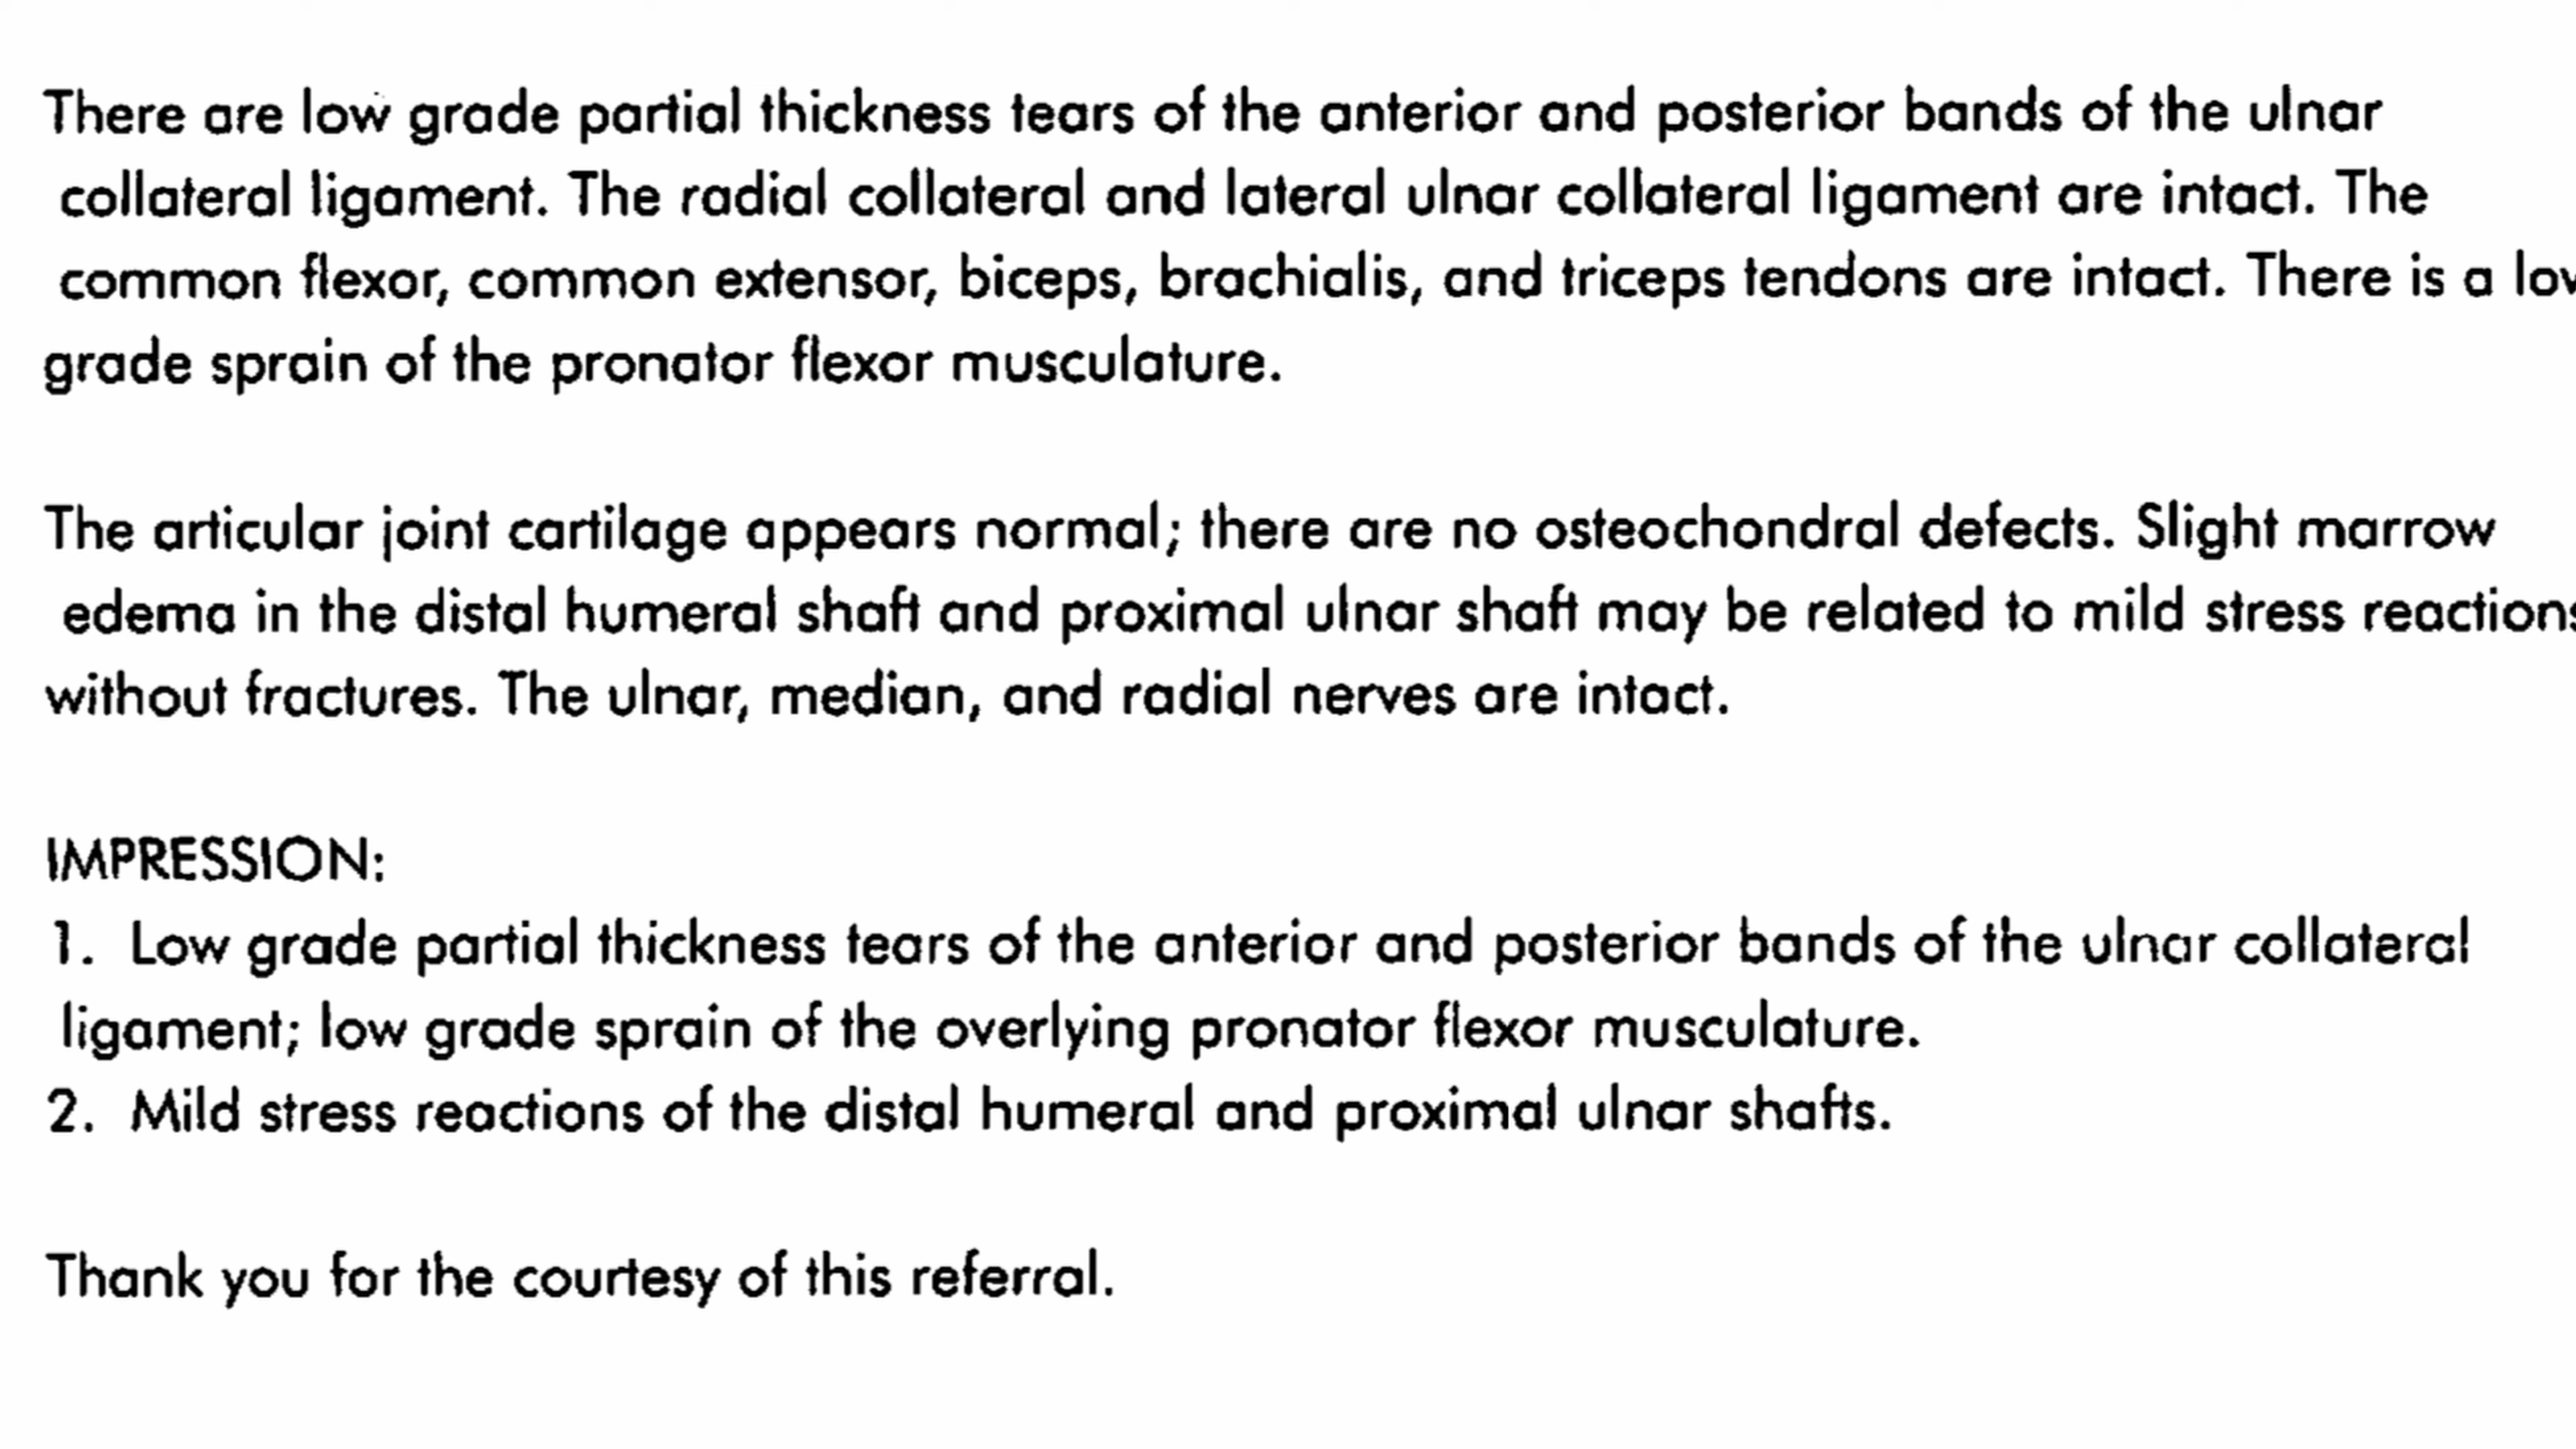 There are low grade partial thickness tears of the anterior and posterior bands of the ulnar
collateral ligament. The radial collateral and lateral ulnar collateral ligament are intact. The
common flexor, common extensor, biceps, brachialis, and triceps tendons are intact. There is a
grade sprain of the pronator flexor musculature.
The articular joint cartilage appears normal; there are no osteochondral defects. Slight marrow
edema in the distal humeral shaft and proximal ulnar shaft may be related to mild stress reactions
without fractures. The ulnar, median, and radial nerves are intact.
IMPRESSION:
1. Low grade partial thickness tears of the anterior and posterior bands of the ulnar collateral
ligament; low grade sprain of the overlying pronator flexor musculature.
2. Mild stress reactions of the distal humeral and proximal ulnar shafts.
Thank you for the courtesy of this referral.